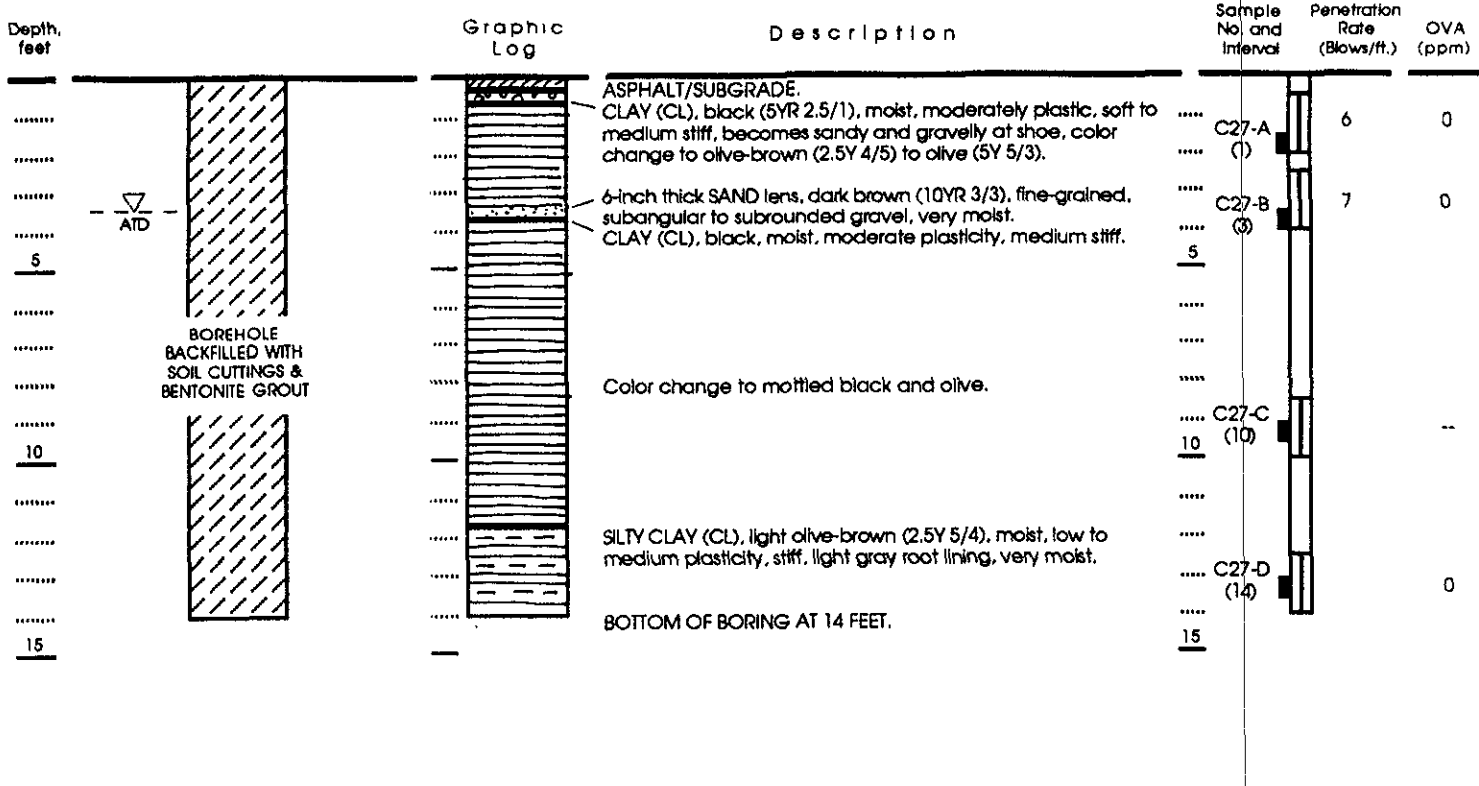 Depth,
feet
Graphic
Log
Description
Sample
No. and
Interval
Penetration
Rate
(Blows/ft.)
OVA
(ppm)
ASPHALT/SUBGRADE.
CLAY (CL), black (5YR 2.5/1), moist, moderately plastic, soft to
medium stiff, becomes sandy and gravelly at shoe, color
change to olive-brown (2.5Y 4/5) to olive (5Y 5/3).
C27-A
(1)
6
0
6-inch thick SAND lens, dark brown (10YR 3/3), fine-grained,
subangular to subrounded gravel, very moist.
C27-B
(3)
7
0
ATD
CLAY (CL), black, moist, moderate plasticity, medium stiff.
5
5
BOREHOLE
BACKFILLED WITH
SOIL CUTTINGS &
BENTONITE GROUT
Color change to mottled black and olive.
C27-C
(10)
--
10
10
SILTY CLAY (CL), light olive-brown (2.5Y 5/4), moist, low to
medium plasticity, stiff, light gray root lining, very moist.
C27-D
(14)
0
BOTTOM OF BORING AT 14 FEET.
15
15